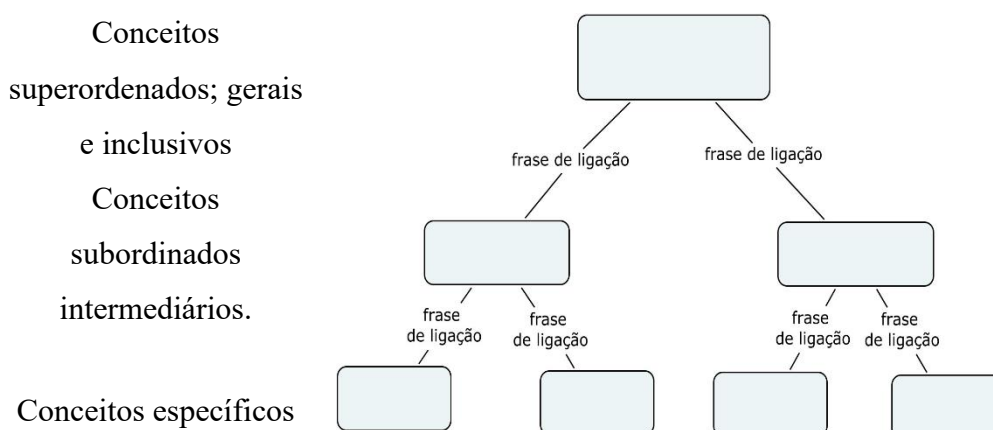 Conceitos
superordenados; gerais
e inclusivos
Conceitos
subordinados
intermediários.
Conceitos específicos
frase de ligação
frase de ligação
frase
de ligação
frase
de ligação
frase
de ligação
frase
de ligação